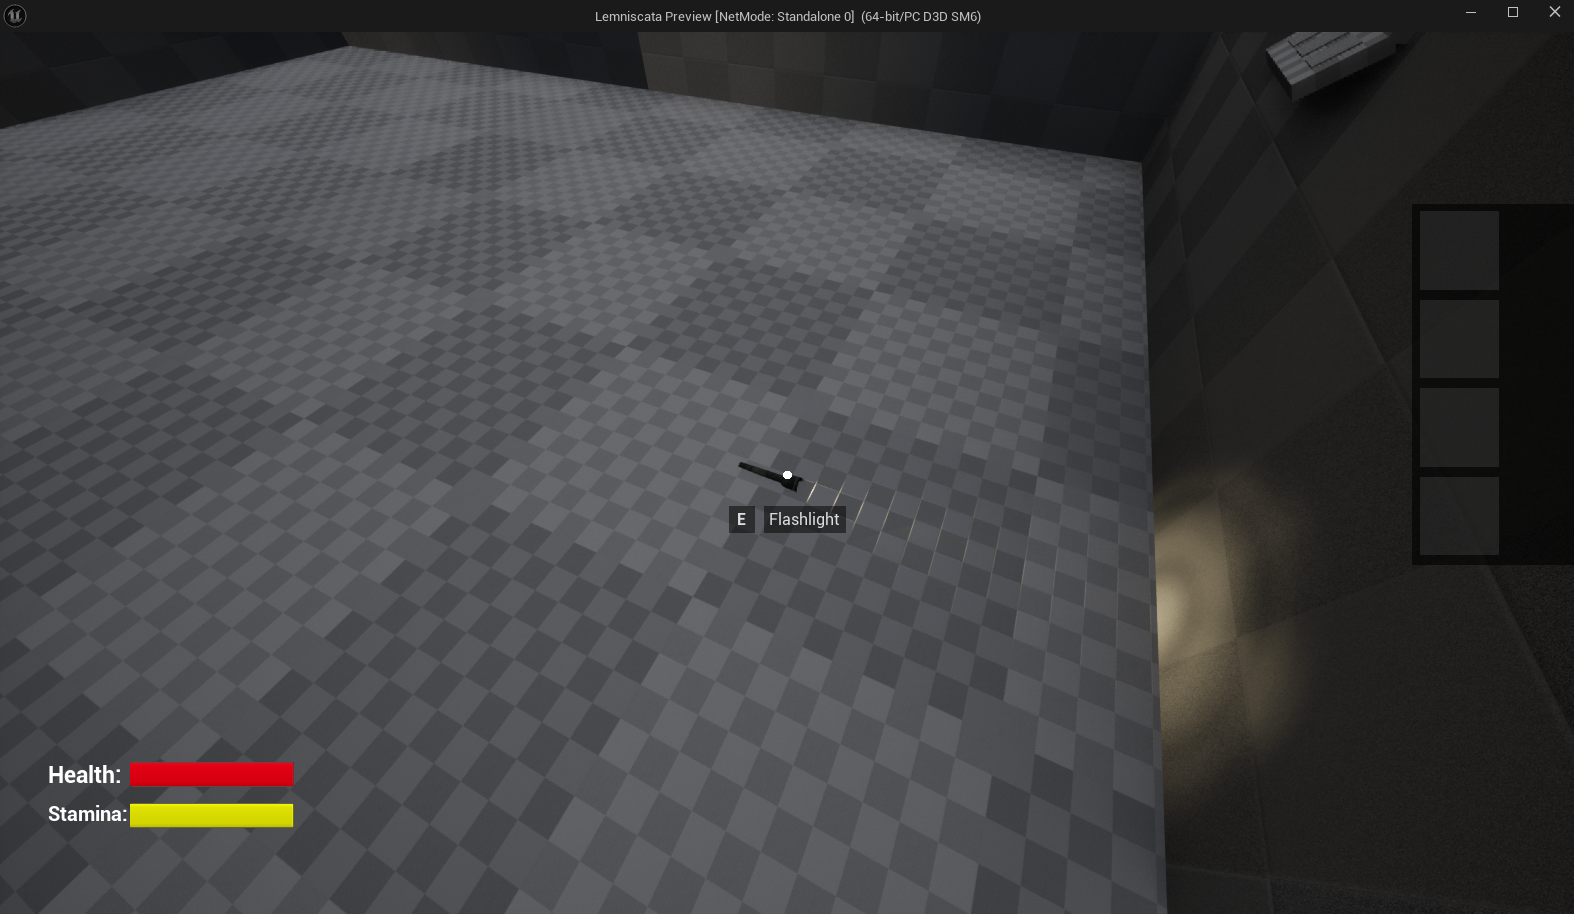 Lemniscata Preview [NetMode: Standalone 0]  (64-bit/PC D3D SM6)
E Flashlight
Health:
Stamina: